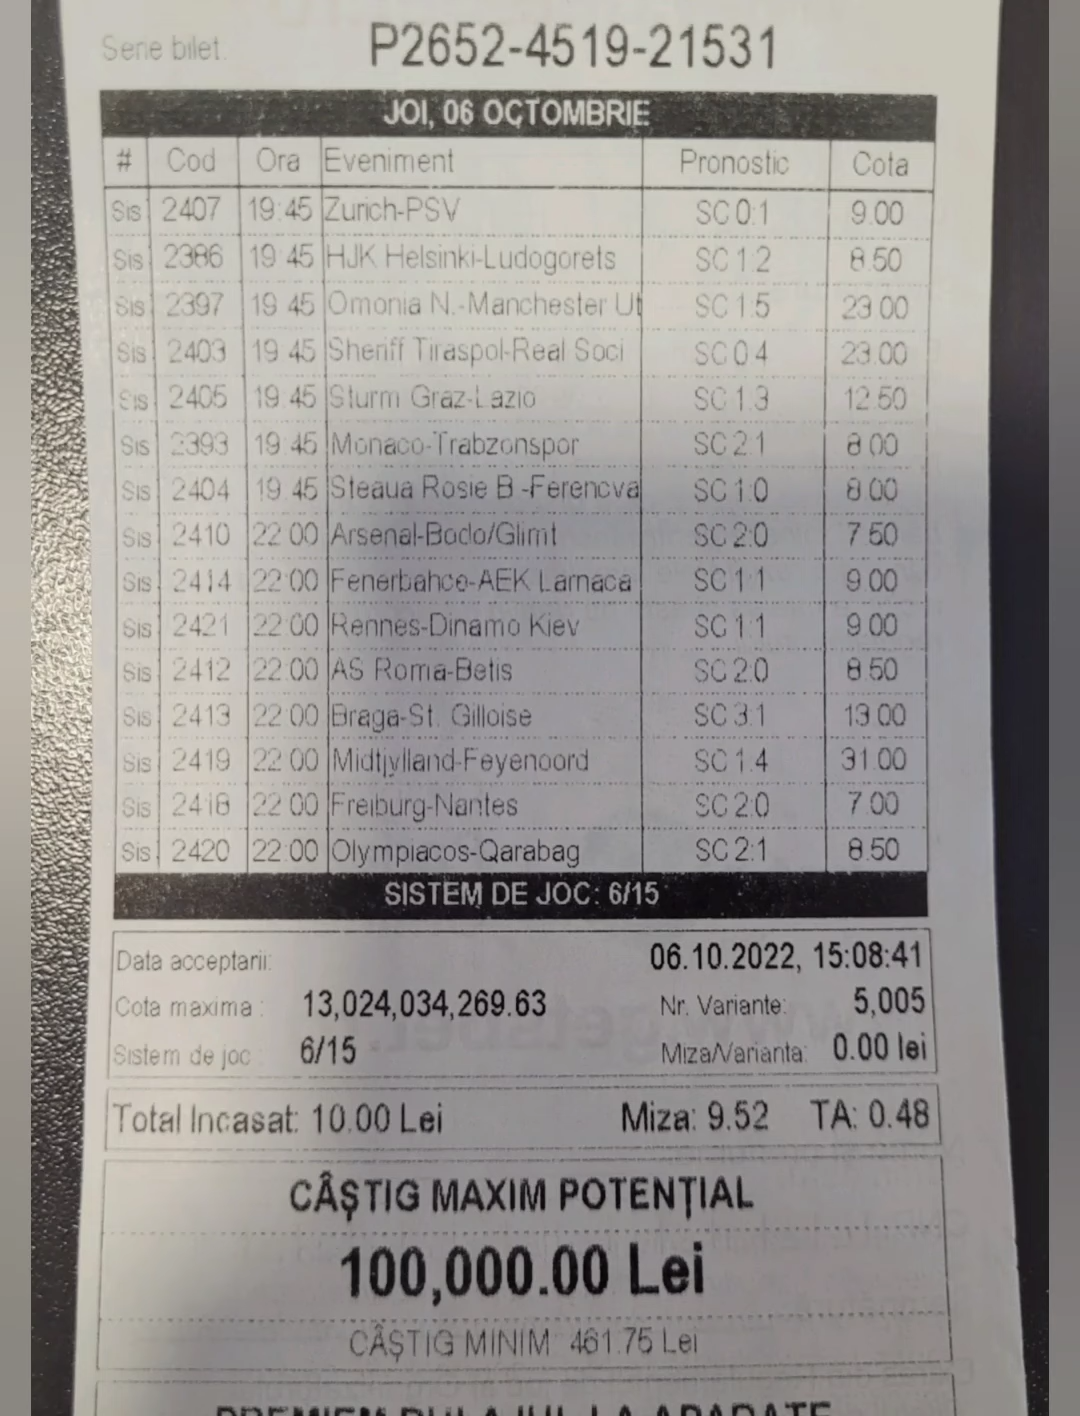 Serie bilet: P2652-4519-21531
JOI, 06 OCTOMBRIE
# Cod Ora Eveniment Pronostic Cota
Sis 2407 19:45 Zurich-PSV SC 0:1 9.00
Sis 2386 19:45 HJK Helsinki-Ludogorets SC 1:2 8.50
Sis 2397 19:45 Omonia N.-Manchester Ut SC 1:5 23.00
Sis 2403 19:45 Sheriff Tiraspol-Real Soci SC 0:4 23.00
Sis 2405 19:45 Sturm Graz-Lazio SC 1:3 12.50
Sis 2393 19:45 Monaco-Trabzonspor SC 2:1 8.00
Sis 2404 19:45 Steaua Rosie B.-Ferencva SC 1:0 8.00
Sis 2410 22:00 Arsenal-Bodo/Glimt SC 2:0 7.50
Sis 2414 22:00 Fenerbahce-AEK Larnaca SC 1:1 9.00
Sis 2421 22:00 Rennes-Dinamo Kiev SC 1:1 9.00
Sis 2412 22:00 AS Roma-Betis SC 2:0 8.50
Sis 2413 22:00 Braga-St. Gilloise SC 3:1 13.00
Sis 2419 22:00 Midtjylland-Feyenoord SC 1:4 31.00
Sis 2418 22:00 Freiburg-Nantes SC 2:0 7.00
Sis 2420 22:00 Olympiacos-Qarabag SC 2:1 8.50
SISTEM DE JOC: 6/15
Data acceptarii: 06.10.2022, 15:08:41
Cota maxima : 13,024,034,269.63 Nr. Variante: 5,005
Sistem de joc : 6/15 Miza/Varianta: 0.00 lei
Total Incasat: 10.00 Lei Miza: 9.52 TA: 0.48
CÂȘTIG MAXIM POTENȚIAL
100,000.00 Lei
CÂȘTIG MINIM: 461.75 Lei